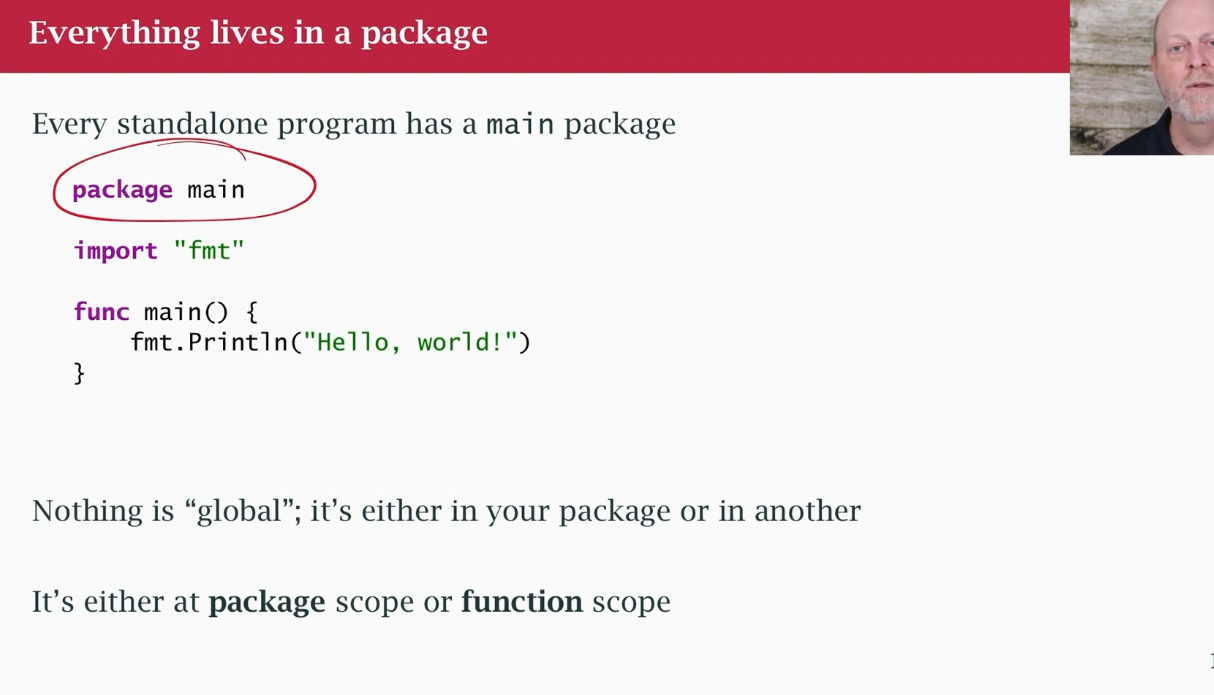 Everything lives in a package
Every standalone program has a main package
package main
import "fmt"
func main() {
    fmt.Println("Hello, world!")
}
Nothing is “global”; it’s either in your package or in another
It’s either at package scope or function scope